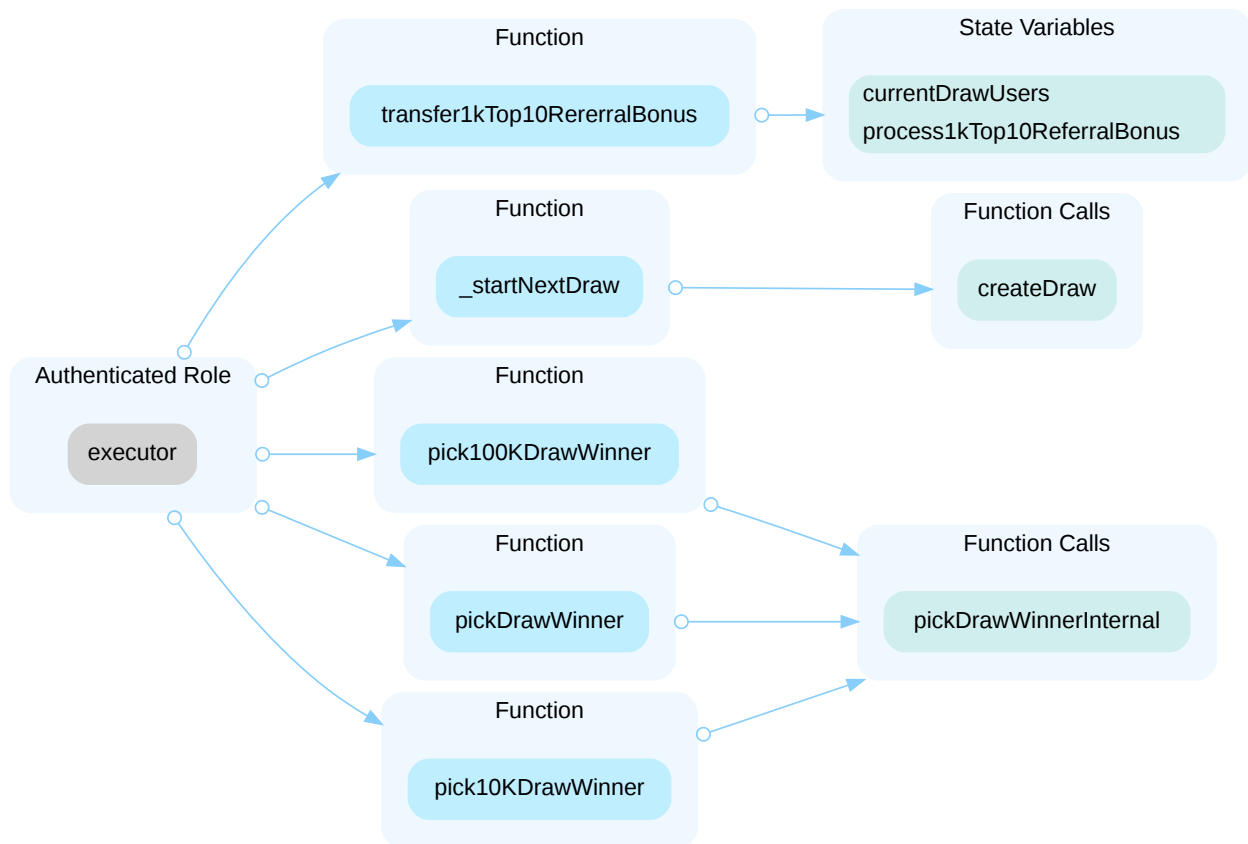 Function
transfer1kTop10RererralBonus
State Variables
currentDrawUsers
process1kTop10ReferralBonus
Function
_startNextDraw
Function Calls
createDraw
Authenticated Role
executor
Function
pick100KDrawWinner
Function
pickDrawWinner
Function Calls
pickDrawWinnerInternal
Function
pick10KDrawWinner